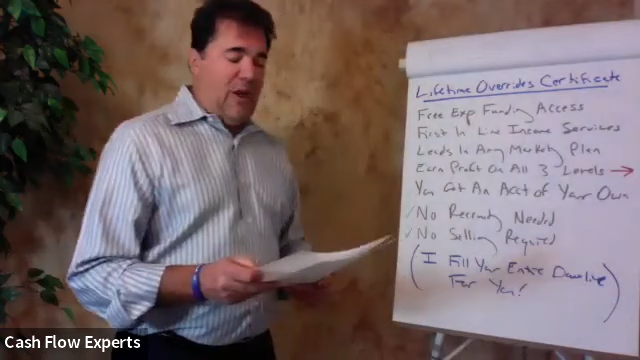 Lifetime Overrides Certificate
Free Exp Funding Access
First In Line Income Services
Leads In Any Market Plan
Earn Profit On All 3 Levels →
You Get An Acct of Your Own
✓ No Recruiting Needed
✓ No Selling Required
(I Fill Your Entire Downline
For You!)
Cash Flow Experts